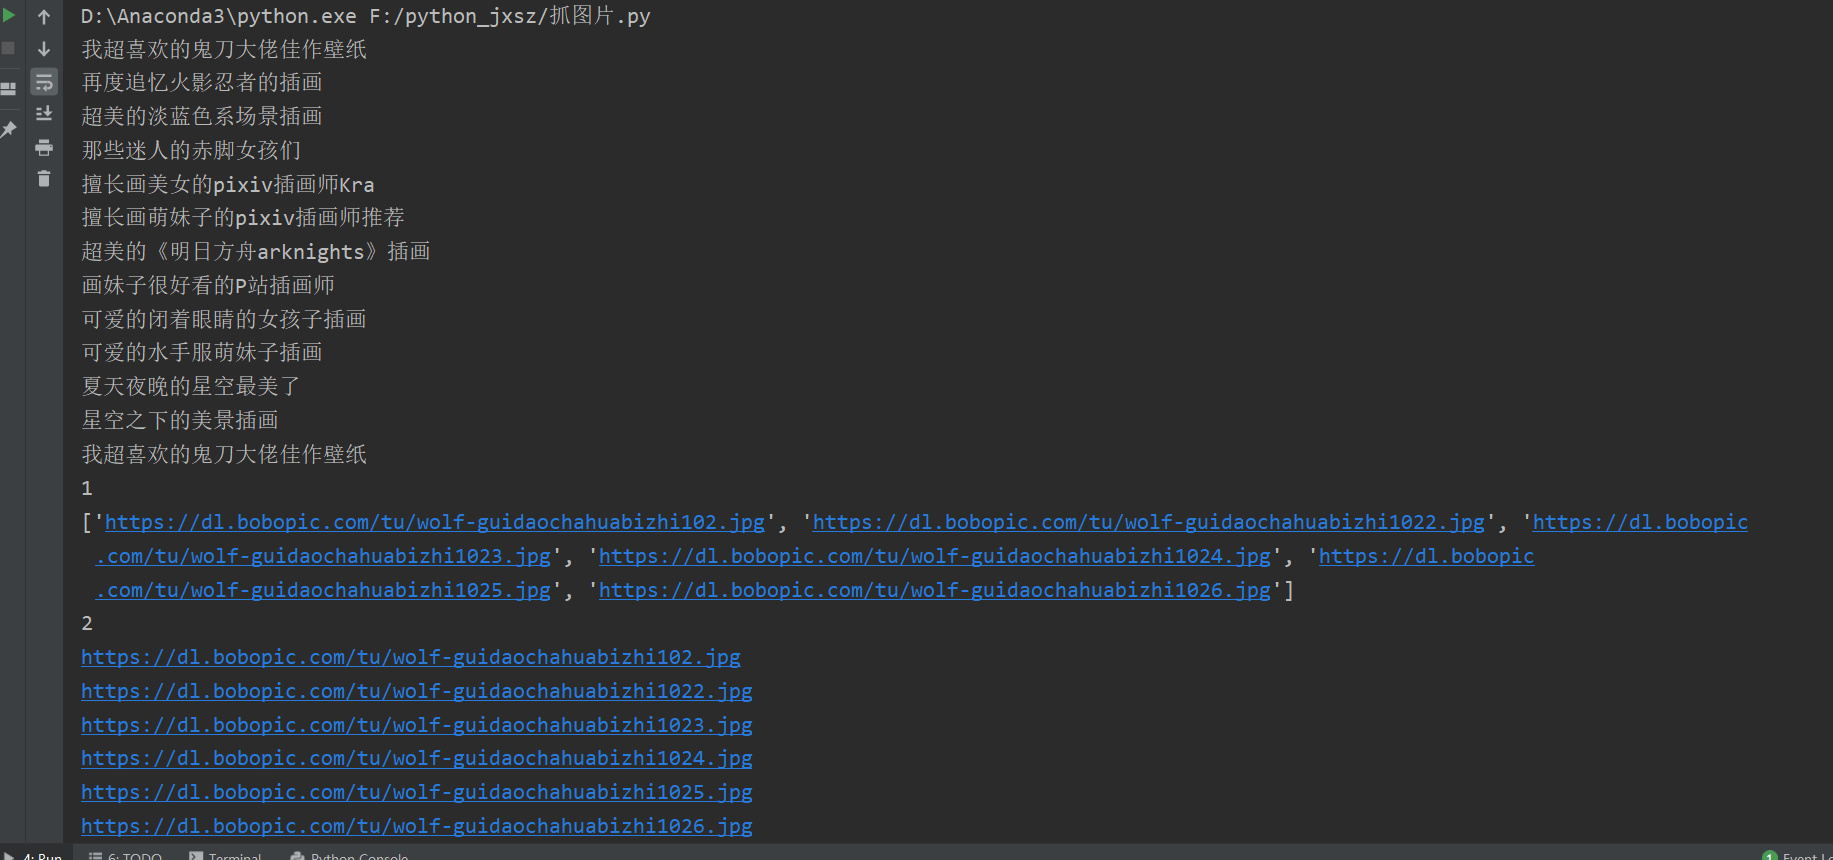 D:\Anaconda3\python.exe F:/python_jxsz/抓图片.py
我超喜欢的鬼刀大佬佳作壁纸
再度追忆火影忍者的插画
超美的淡蓝色系场景插画
那些迷人的赤脚女孩们
擅长画美女的pixiv插画师Kra
擅长画萌妹子的pixiv插画师推荐
超美的《明日方舟arknights》插画
画妹子很好看的P站插画师
可爱的闭着眼睛的女孩子插画
可爱的水手服萌妹子插画
夏天夜晚的星空最美了
星空之下的美景插画
我超喜欢的鬼刀大佬佳作壁纸
1
['https://dl.bobopic.com/tu/wolf-guidaochahuabizhi102.jpg', 'https://dl.bobopic.com/tu/wolf-guidaochahuabizhi1022.jpg', 'https://dl.bobopic
.com/tu/wolf-guidaochahuabizhi1023.jpg', 'https://dl.bobopic.com/tu/wolf-guidaochahuabizhi1024.jpg', 'https://dl.bobopic
.com/tu/wolf-guidaochahuabizhi1025.jpg', 'https://dl.bobopic.com/tu/wolf-guidaochahuabizhi1026.jpg']
2
https://dl.bobopic.com/tu/wolf-guidaochahuabizhi102.jpg
https://dl.bobopic.com/tu/wolf-guidaochahuabizhi1022.jpg
https://dl.bobopic.com/tu/wolf-guidaochahuabizhi1023.jpg
https://dl.bobopic.com/tu/wolf-guidaochahuabizhi1024.jpg
https://dl.bobopic.com/tu/wolf-guidaochahuabizhi1025.jpg
https://dl.bobopic.com/tu/wolf-guidaochahuabizhi1026.jpg
4: Run 6: TODO Terminal Python Console 1 Event